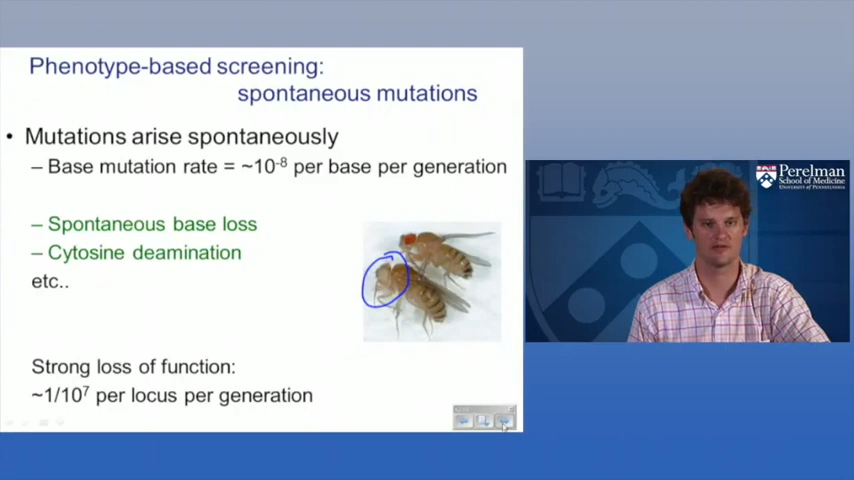 Phenotype-based screening:
spontaneous mutations
• Mutations arise spontaneously
– Base mutation rate = ~10⁻⁸ per base per generation
– Spontaneous base loss
– Cytosine deamination
etc..
Strong loss of function:
~1/10⁷ per locus per generation
Perelman
School of Medicine
University of Pennsylvania